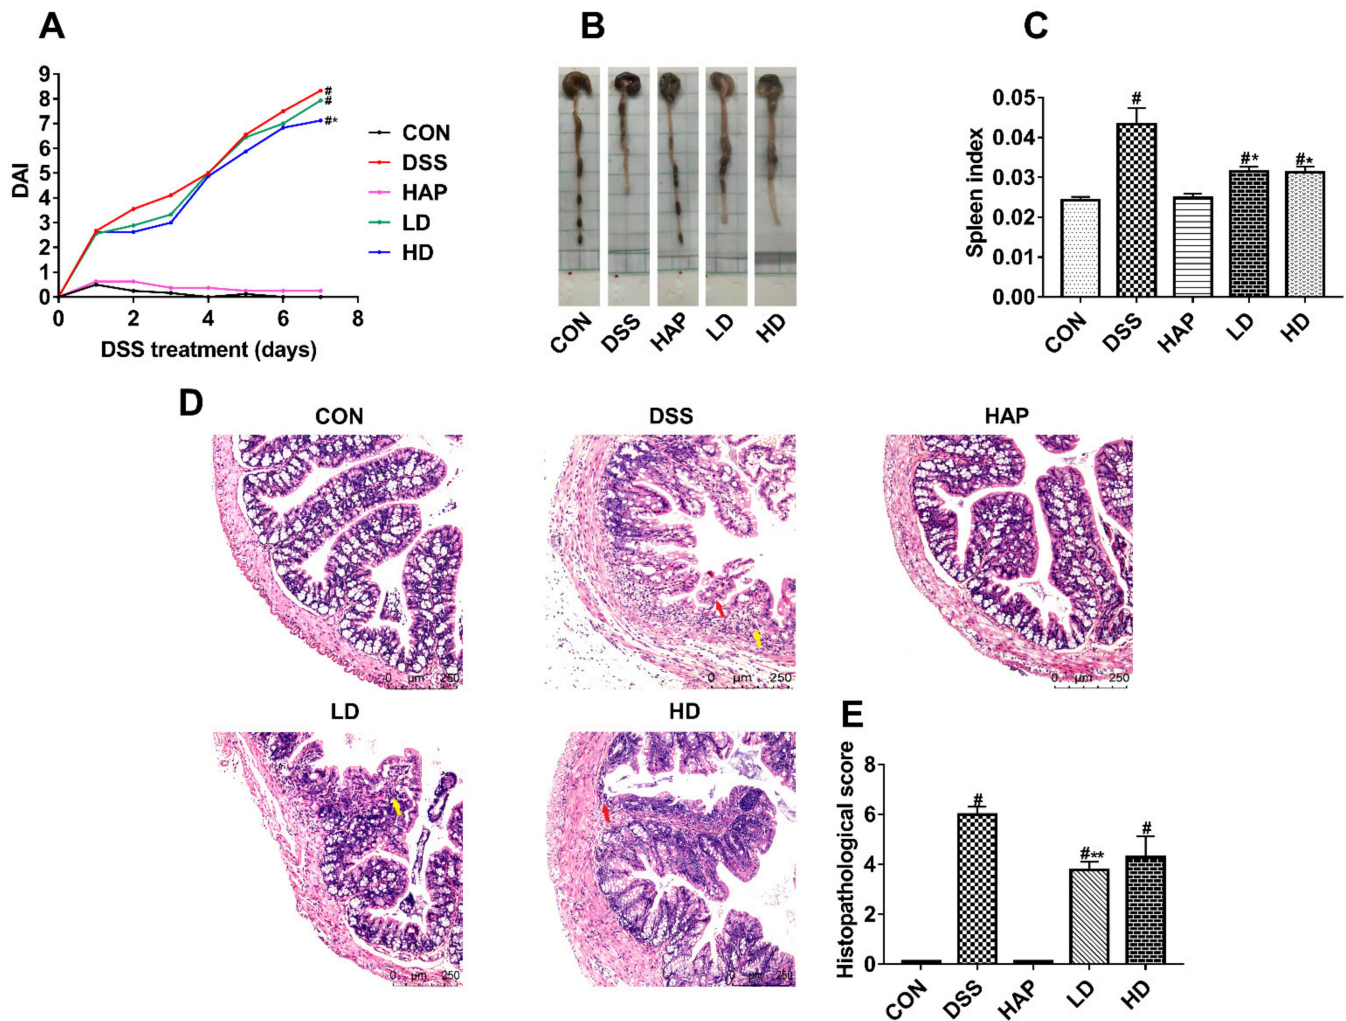 A
9
8
7
6
5
4
3
2
1
0
DAI
0 2 4 6 8
DSS treatment (days)
#
#
#*
CON
DSS
HAP
LD
HD
B
CON DSS HAP LD HD
C
Spleen index
0.05
0.04
0.03
0.02
0.01
0.00
#
#*
#*
CON DSS HAP LD HD
D
CON DSS HAP
0 µm 250
0 µm 250
0 µm 250
LD HD
0 µm 250
0 µm 250
E
Histopathological score
8
6
4
2
0
#
#**
#
CON DSS HAP LD HD